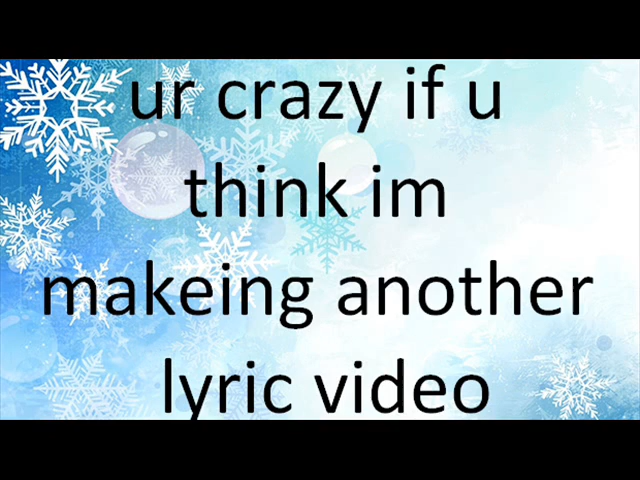 ur crazy if u
think im
makeing another
lyric video